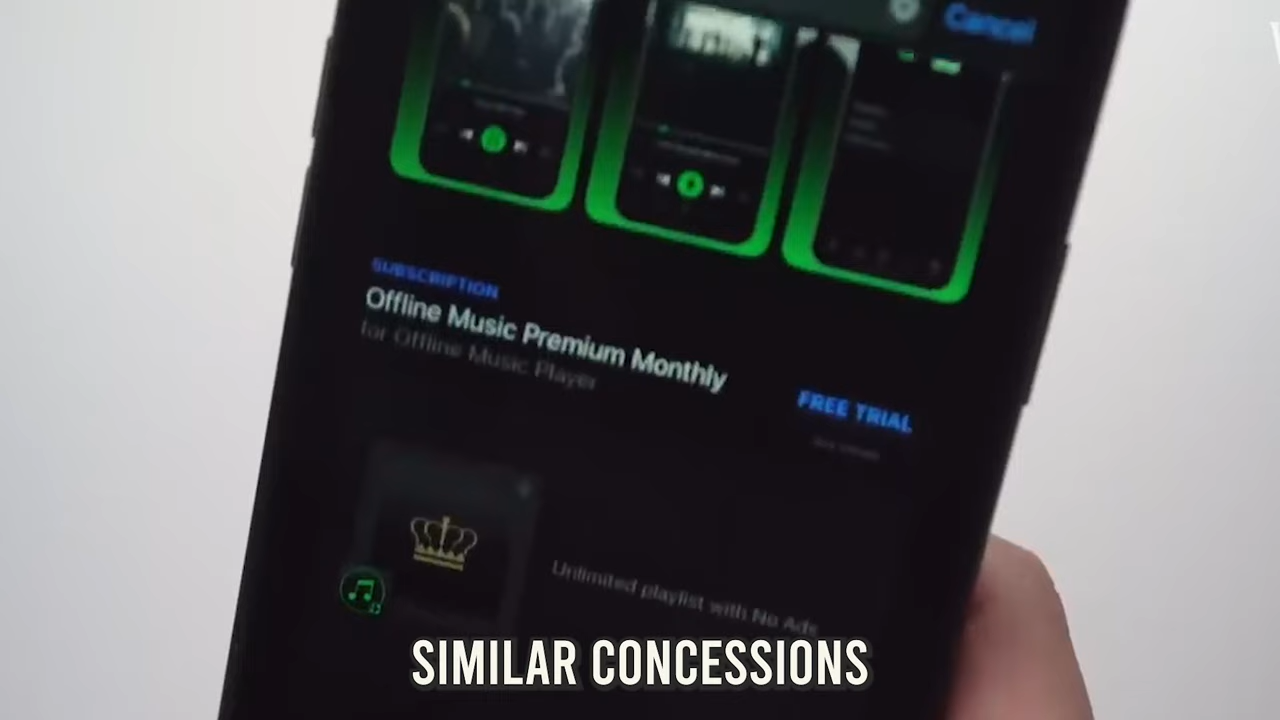 Cancel
SUBSCRIPTION
Offline Music Premium Monthly
for Offline Music Player
FREE TRIAL
Unlimited playlist with No Ads
SIMILAR CONCESSIONS